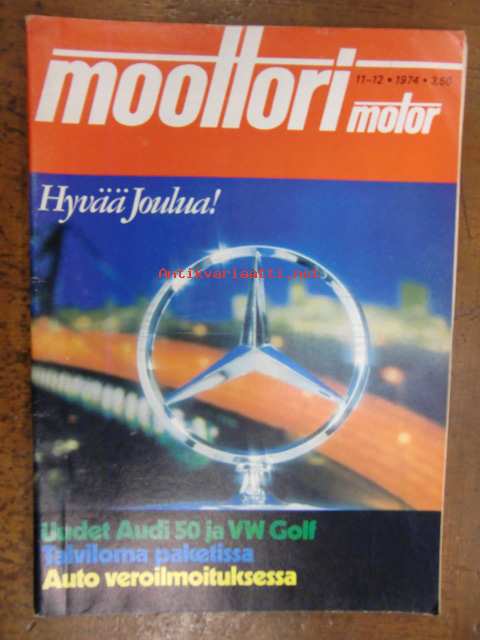 moottori
11-12 • 1974 • 3,50
motor
Hyvää Joulua!
Antikvariaatti.net
Uudet Audi 50 ja VW Golf
Talviloma paketissa
Auto veroilmoituksessa